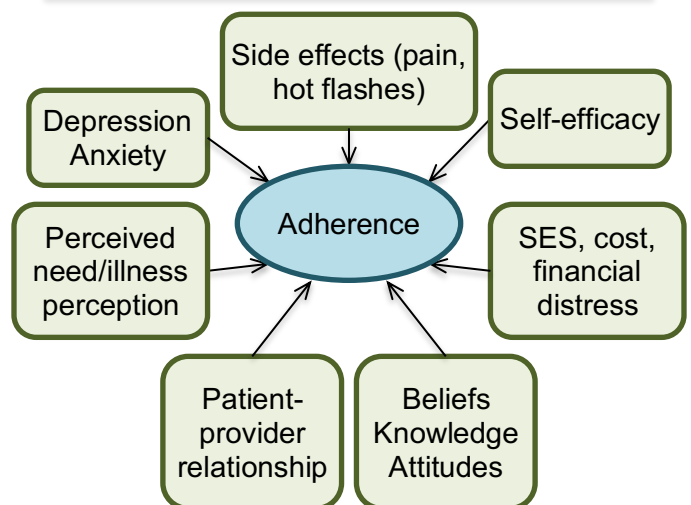 Side effects (pain,
hot flashes)
Depression
Anxiety
Self-efficacy
Adherence
Perceived
need/illness
perception
SES, cost,
financial
distress
Patient-
provider
relationship
Beliefs
Knowledge
Attitudes